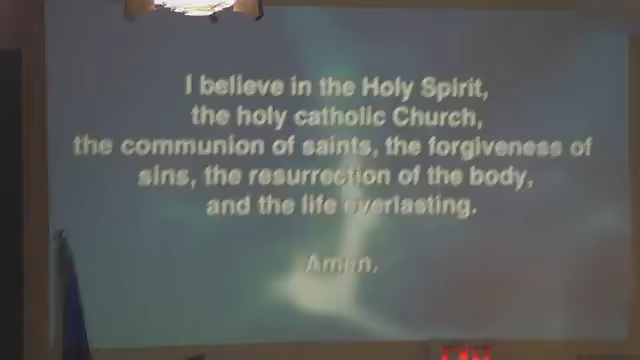 I believe in the Holy Spirit,
the holy catholic Church,
the communion of saints, the forgiveness of
sins, the resurrection of the body,
and the life everlasting.
Amen.